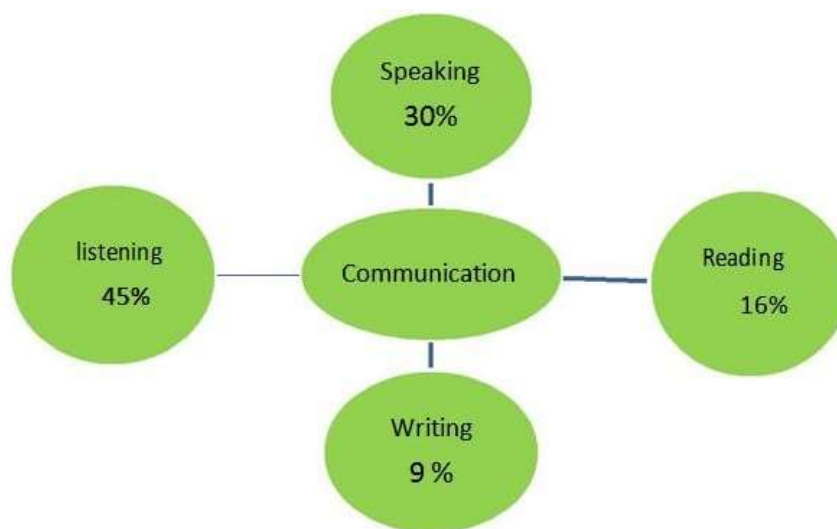 Speaking
30%
listening
45%
Communication
Reading
16%
Writing
9 %